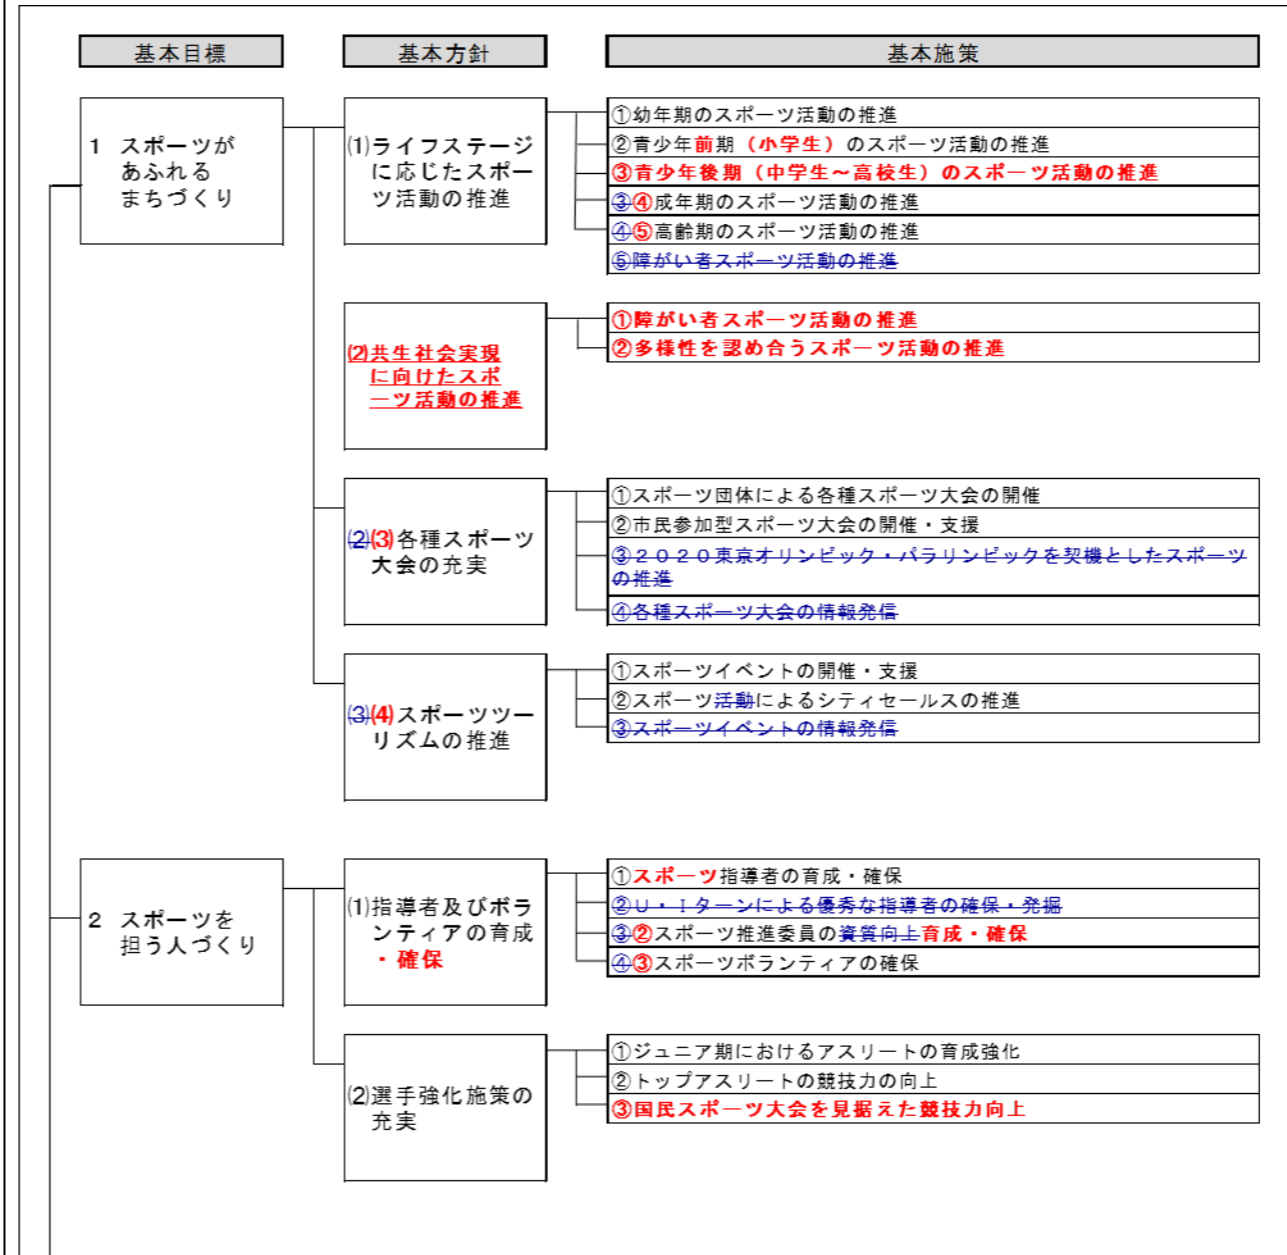 基本目標
基本方針
基本施策
1 スポーツが
あふれる
まちづくり
(1)ライフステージ
に応じたスポー
ツ活動の推進
①幼年期のスポーツ活動の推進
②青少年前期（小学生）のスポーツ活動の推進
③青少年後期（中学生～高校生）のスポーツ活動の推進
③④成年期のスポーツ活動の推進
④⑤高齢期のスポーツ活動の推進
⑤障がい者スポーツ活動の推進
(2)共生社会実現
に向けたスポ
ーツ活動の推進
①障がい者スポーツ活動の推進
②多様性を認め合うスポーツ活動の推進
(2)(3)各種スポーツ
大会の充実
①スポーツ団体による各種スポーツ大会の開催
②市民参加型スポーツ大会の開催・支援
③２０２０東京オリンピック・パラリンピックを契機としたスポーツ
の推進
④各種スポーツ大会の情報発信
(3)(4)スポーツツー
リズムの推進
①スポーツイベントの開催・支援
②スポーツ活動によるシティセールスの推進
③スポーツイベントの情報発信
2 スポーツを
担う人づくり
(1)指導者及びボラ
ンティアの育成
・確保
①スポーツ指導者の育成・確保
②Ｕ・Ｉターンによる優秀な指導者の確保・発掘
③②スポーツ推進委員の資質向上育成・確保
④③スポーツボランティアの確保
(2)選手強化施策の
充実
①ジュニア期におけるアスリートの育成強化
②トップアスリートの競技力の向上
③国民スポーツ大会を見据えた競技力向上